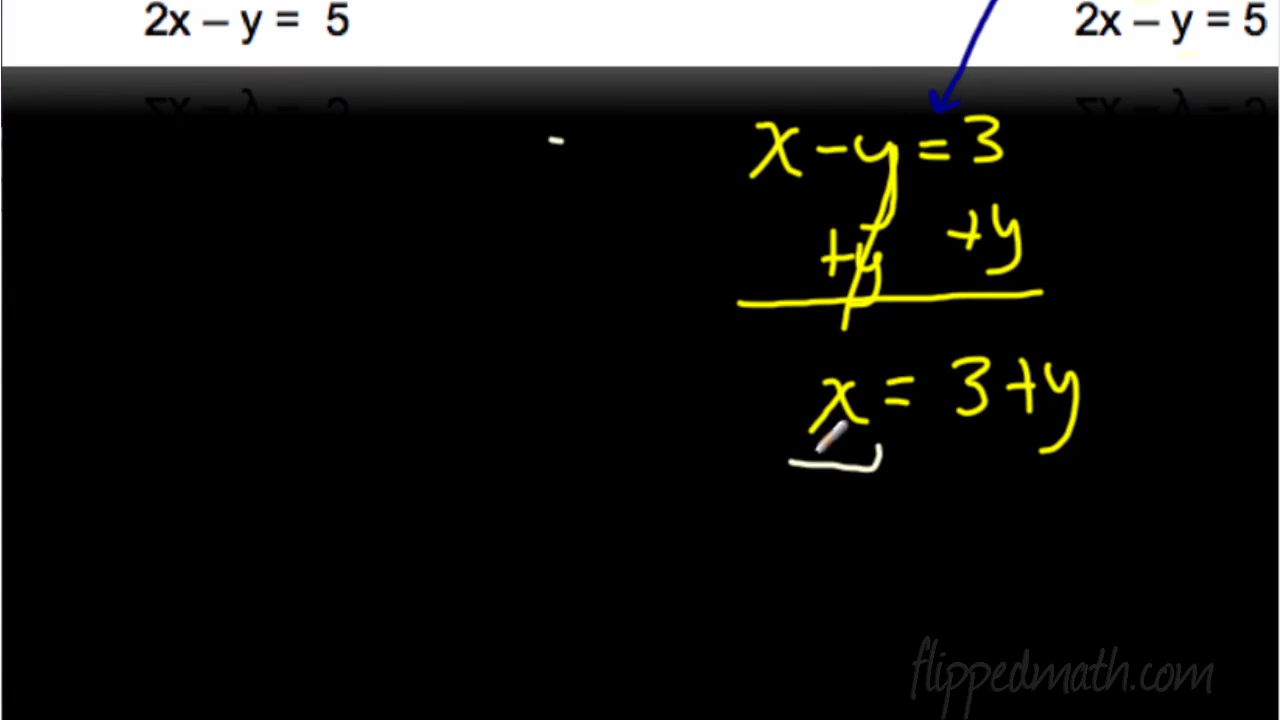 2x – y = 5
2x – y = 5
x - y = 3
+y +y
x = 3 + y
flippedmath.com